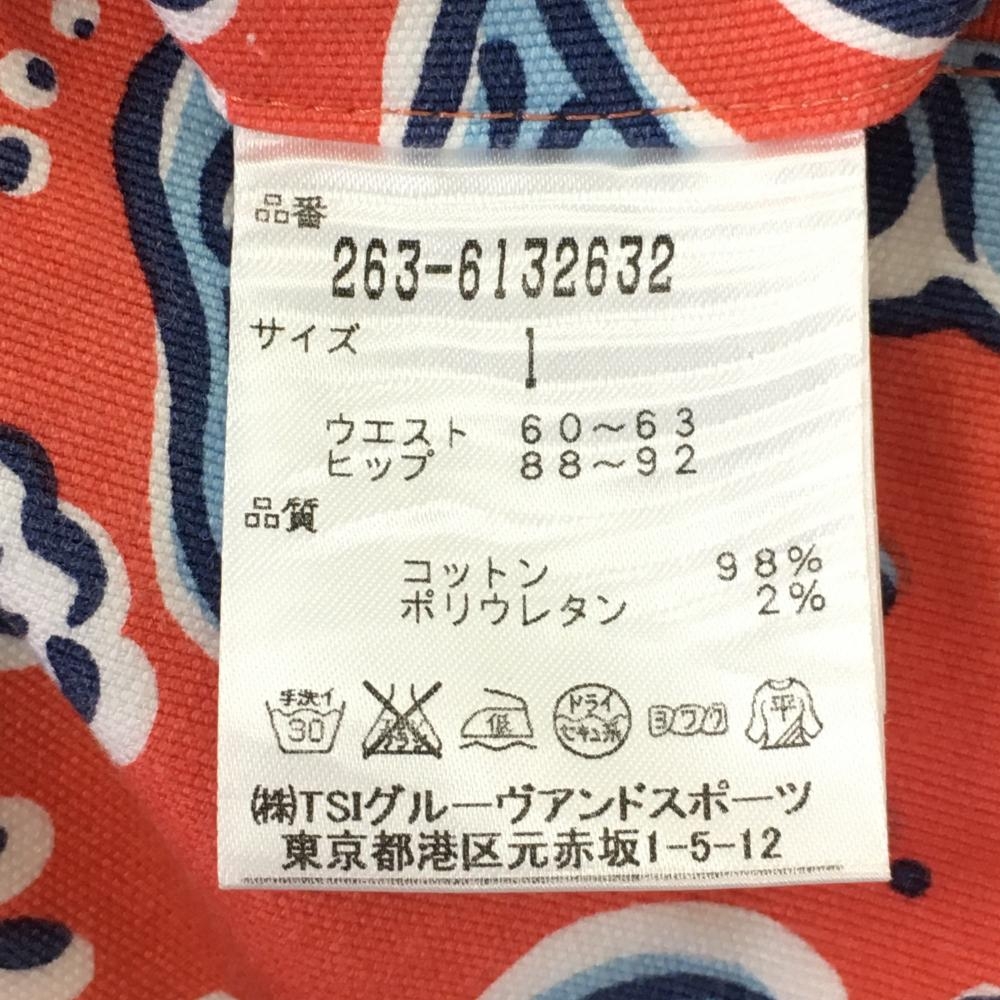 品番
263-6132632
サイズ 1
ウエスト 60～63
ヒップ 88～92
品質
コットン 98%
ポリウレタン 2%
手洗イ 30 低 ドライ セキユ系 ヨワク 平
㈱TSIグルーヴアンドスポーツ
東京都港区元赤坂1-5-12